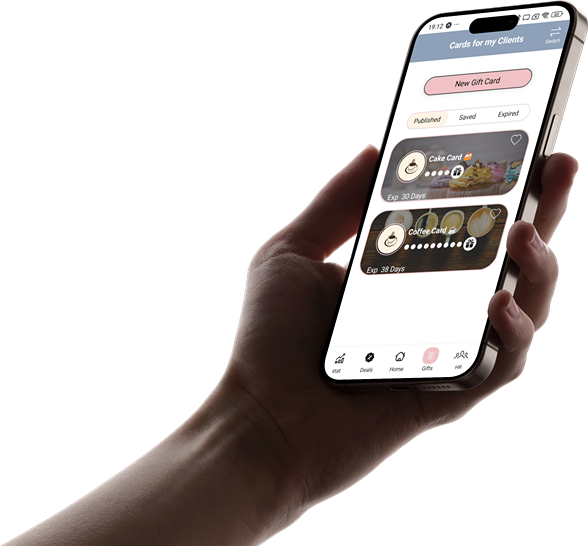 19:12
Cards for my Clients
Switch
New Gift Card
Published Saved Expired
Cake Card 🍰
Exp 30 Days
Coffee Card ☕
Exp 38 Days
stat Deals Home Gifts HR